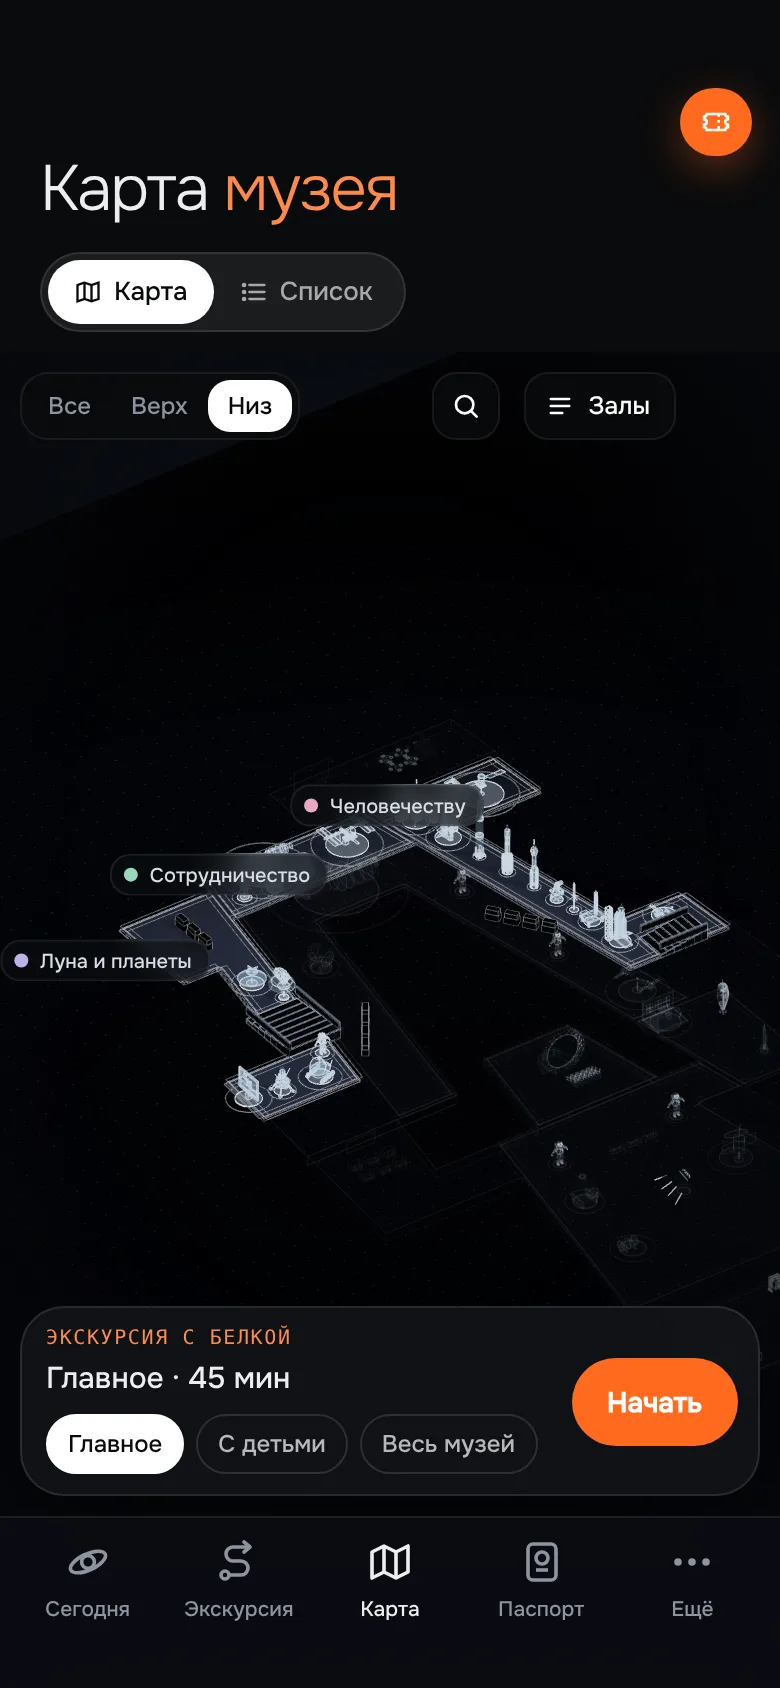 Карта музея
Карта
Список
Все
Верх
Низ
Залы
Человечеству
Сотрудничество
Луна и планеты
ЭКСКУРСИЯ С БЕЛКОЙ
Главное · 45 мин
Начать
Главное
С детьми
Весь музей
Сегодня
Экскурсия
Карта
Паспорт
Ещё